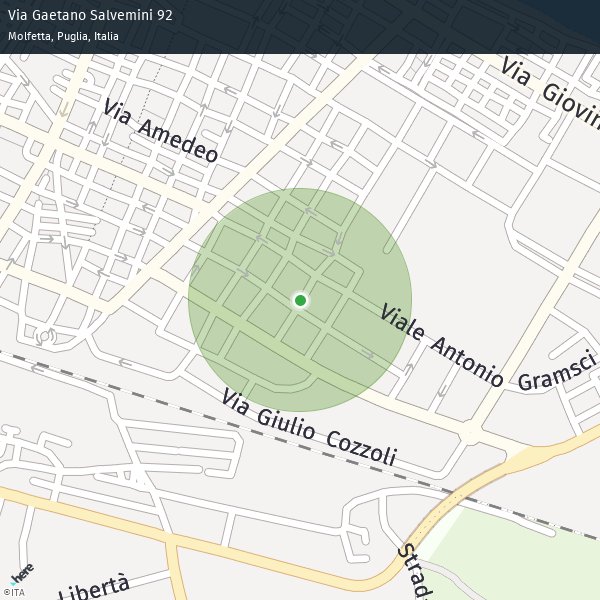 Via Gaetano Salvemini 92
Molfetta, Puglia, Italia
Via Giovin
Via Amedeo
Viale Antonio Gramsci
Via Giulio Cozzoli
Strad
Libertà
here
©ITA